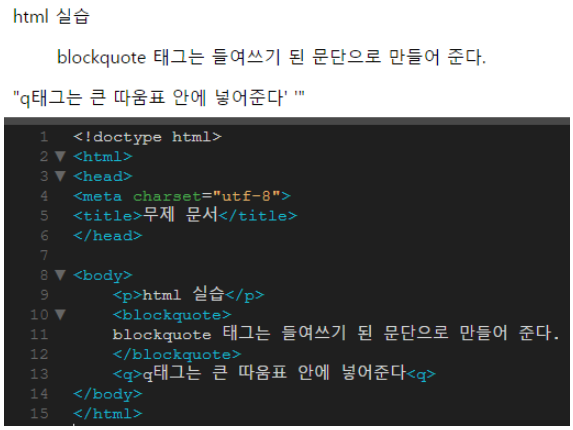 html 실습
blockquote 태그는 들여쓰기 된 문단으로 만들어 준다.
"q태그는 큰 따옴표 안에 넣어준다' '"
1 <!doctype html>
2 ▼ <html>
3 ▼ <head>
4 <meta charset="utf-8">
5 <title>무제 문서</title>
6 </head>
7
8 ▼ <body>
9 <p>html 실습</p>
10 ▼ <blockquote>
11 blockquote 태그는 들여쓰기 된 문단으로 만들어 준다.
12 </blockquote>
13 <q>q태그는 큰 따옴표 안에 넣어준다<q>
14 </body>
15 </html>